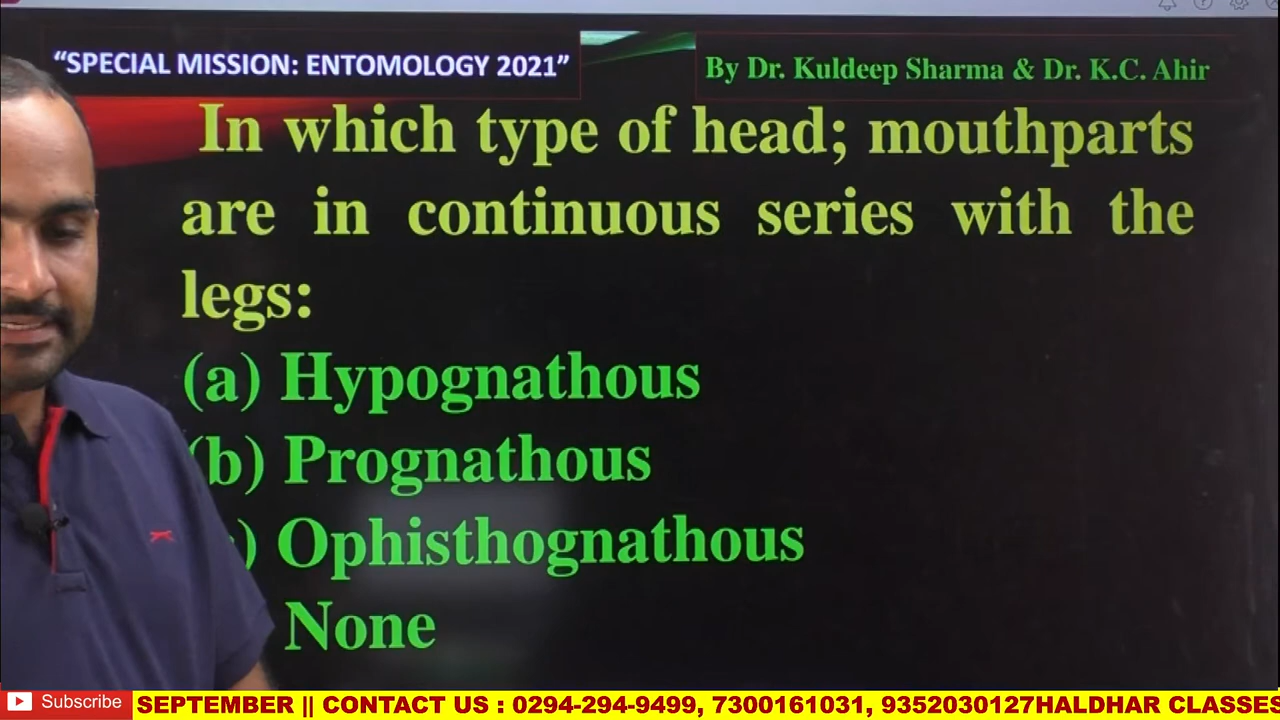 "SPECIAL MISSION: ENTOMOLOGY 2021"
By Dr. Kuldeep Sharma & Dr. K.C. Ahir
In which type of head; mouthparts
are in continuous series with the
legs:
(a) Hypognathous
(b) Prognathous
) Ophisthognathous
None
Subscribe
SEPTEMBER || CONTACT US : 0294-294-9499, 7300161031, 9352030127HALDHAR CLASSES